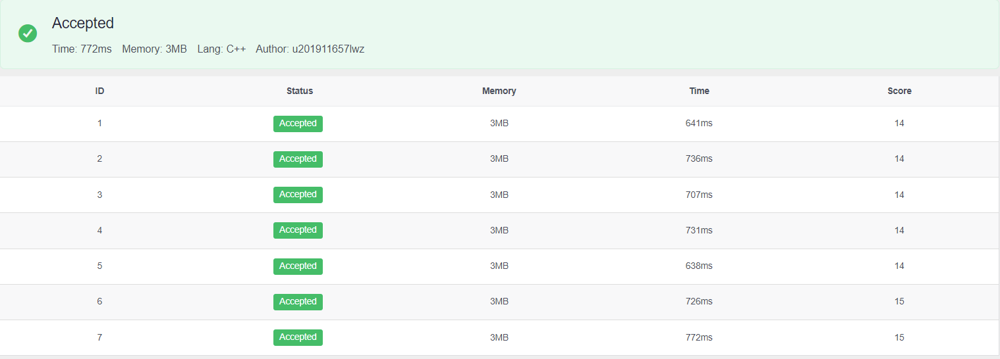 Accepted
Time: 772ms Memory: 3MB Lang: C++ Author: u201911657lwz
ID Status Memory Time Score
1 Accepted 3MB 641ms 14
2 Accepted 3MB 736ms 14
3 Accepted 3MB 707ms 14
4 Accepted 3MB 731ms 14
5 Accepted 3MB 638ms 14
6 Accepted 3MB 726ms 15
7 Accepted 3MB 772ms 15